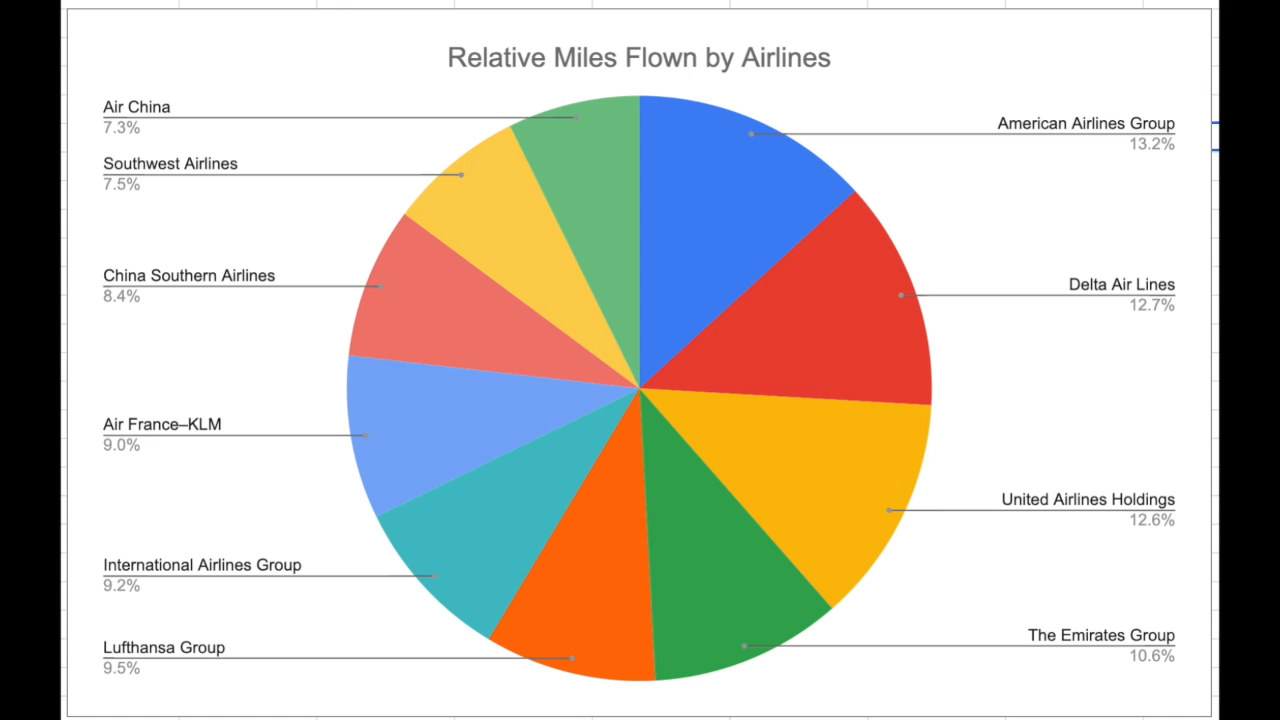 Relative Miles Flown by Airlines
Air China
7.3%
Southwest Airlines
7.5%
China Southern Airlines
8.4%
Air France–KLM
9.0%
International Airlines Group
9.2%
Lufthansa Group
9.5%
American Airlines Group
13.2%
Delta Air Lines
12.7%
United Airlines Holdings
12.6%
The Emirates Group
10.6%